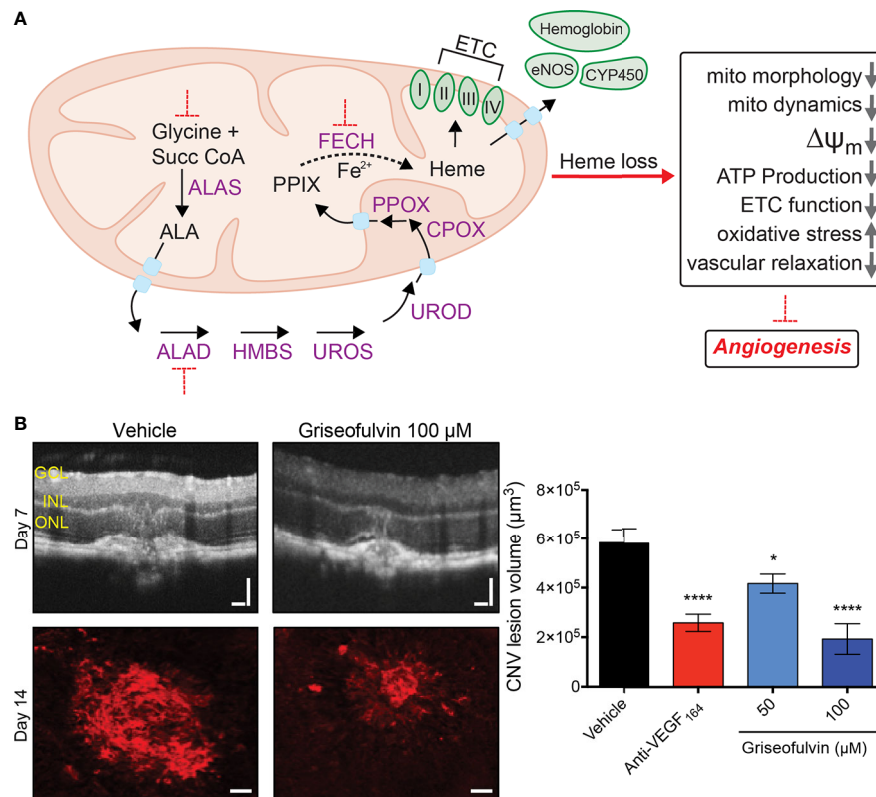 A
ETC
Hemoglobin
eNOS
CYP450
I
II
III
IV
Glycine +
Succ CoA
ALAS
ALA
FECH
Fe2+
PPIX
Heme
PPOX
CPOX
UROD
ALAD
HMBS
UROS
Heme loss
mito morphology
mito dynamics
ΔΨm
ATP Production
ETC function
oxidative stress
vascular relaxation
Angiogenesis
B
Vehicle
Griseofulvin 100 µM
Day 7
GCL
INL
ONL
Day 14
CNV lesion volume (µm³)
8×10⁵
6×10⁵
4×10⁵
2×10⁵
0
****
*
****
Vehicle
Anti-VEGF₁₆₄
50
100
Griseofulvin
(µM)